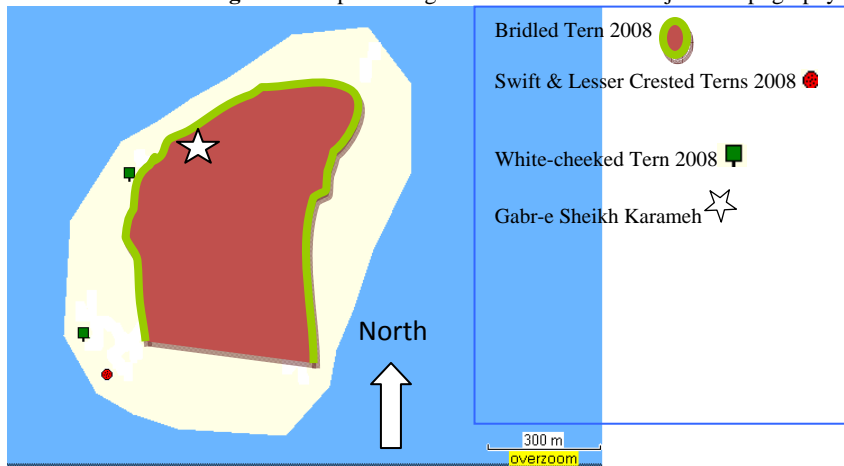 Bridled Tern 2008
Swift & Lesser Crested Terns 2008
White-cheeked Tern 2008
Gabr-e Sheikh Karameh
North
300 m
overzoom